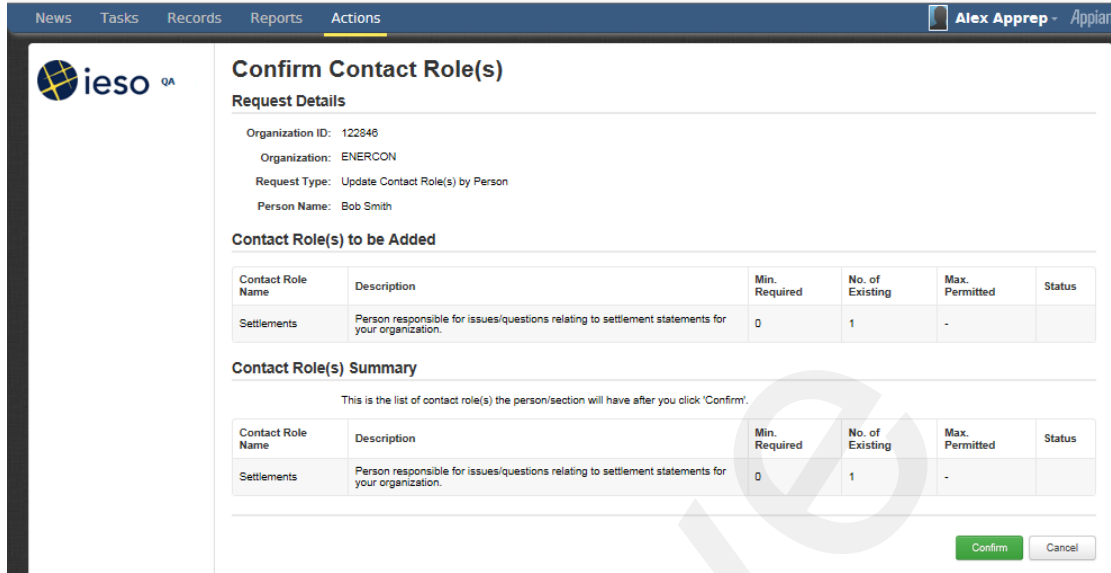 News Tasks Records Reports Actions Alex Apprep
ieso QA
Confirm Contact Role(s)
Request Details
Organization ID: 122846
Organization: ENERCON
Request Type: Update Contact Role(s) by Person
Person Name: Bob Smith
Contact Role(s) to be Added
Contact Role Name Description Min. Required No. of Existing Max. Permitted Status
Settlements Person responsible for issues/questions relating to settlement statements for
your organization. 0 1 -
Contact Role(s) Summary
This is the list of contact role(s) the person/section will have after you click 'Confirm'.
Contact Role Name Description Min. Required No. of Existing Max. Permitted Status
Settlements Person responsible for issues/questions relating to settlement statements for
your organization. 0 1 -
Confirm Cancel